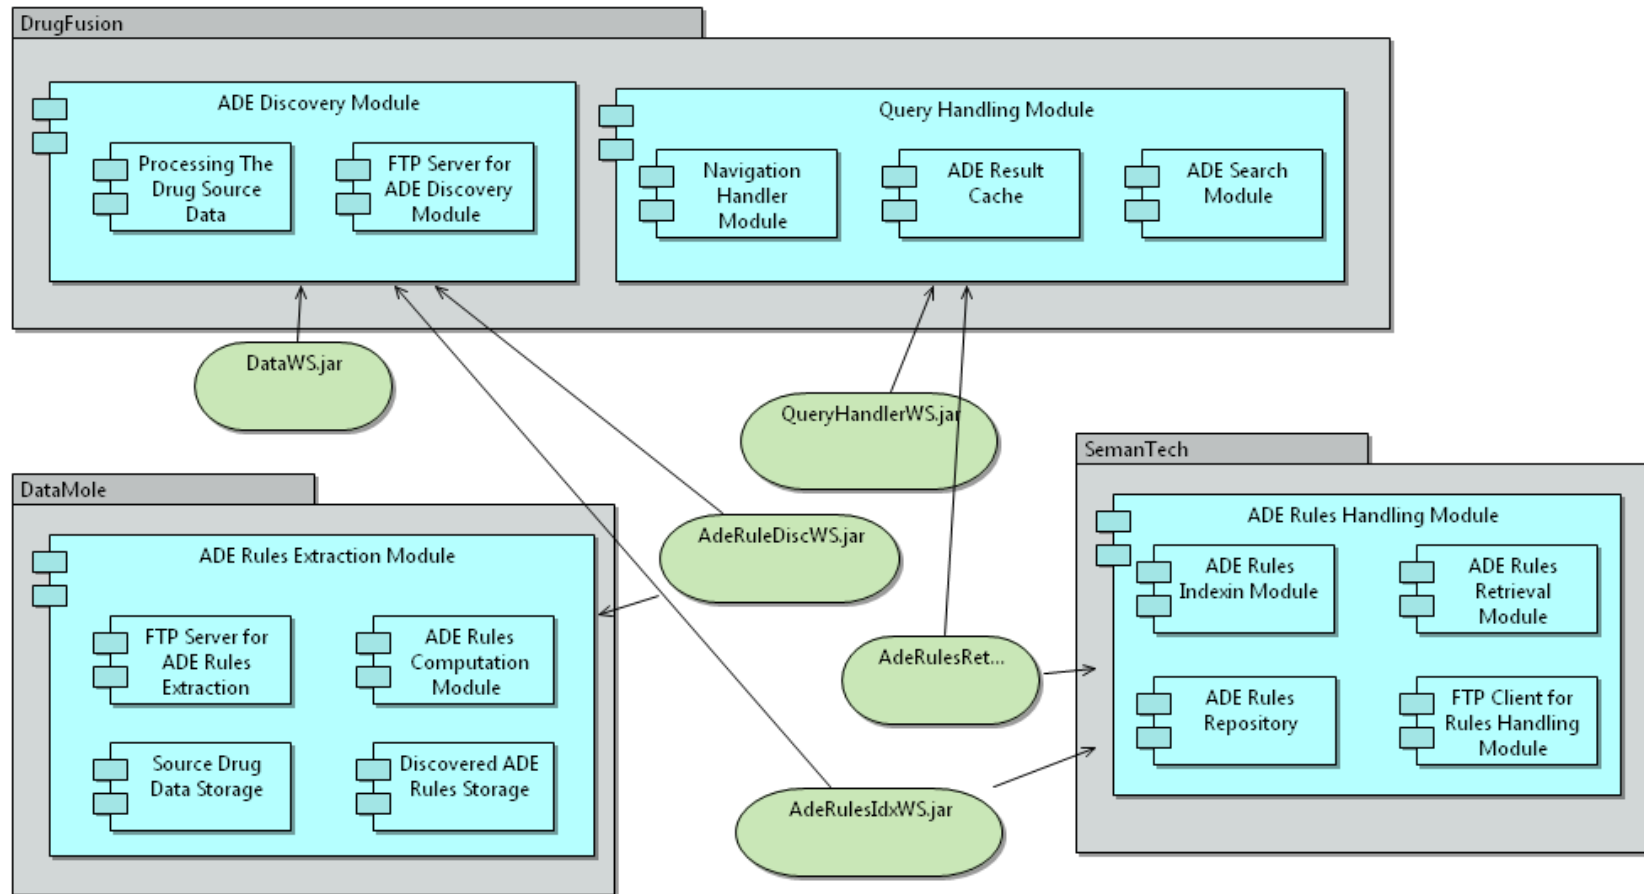 DrugFusion
ADE Discovery Module
Processing The
Drug Source
Data
FTP Server for
ADE Discovery
Module
Query Handling Module
Navigation
Handler
Module
ADE Result
Cache
ADE Search
Module
DataWS.jar
QueryHandlerWS.jar
DataMole
ADE Rules Extraction Module
FTP Server for
ADE Rules
Extraction
ADE Rules
Computation
Module
Source Drug
Data Storage
Discovered ADE
Rules Storage
AdeRuleDiscWS.jar
AdeRulesRet...
AdeRulesIdxWS.jar
SemanTech
ADE Rules Handling Module
ADE Rules
Indexin Module
ADE Rules
Retrieval
Module
ADE Rules
Repository
FTP Client for
Rules Handling
Module